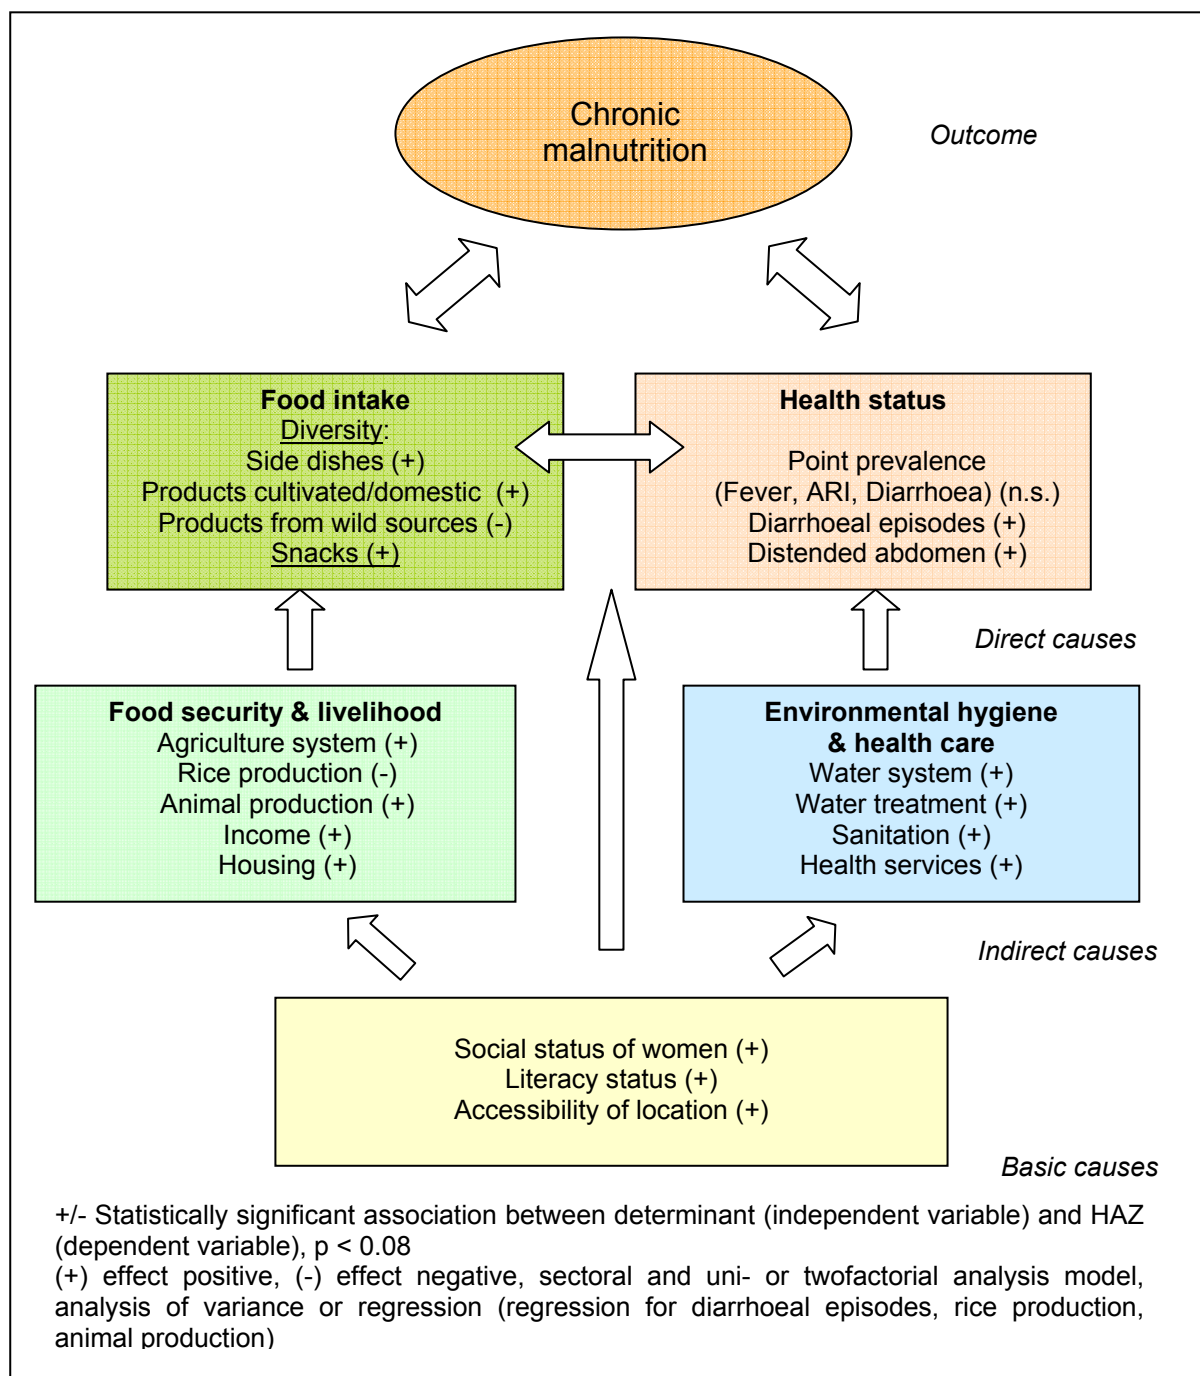 Chronic
malnutrition
Outcome
Food intake
Diversity:
Side dishes (+)
Products cultivated/domestic (+)
Products from wild sources (-)
Snacks (+)
Health status
Point prevalence
(Fever, ARI, Diarrhoea) (n.s.)
Diarrhoeal episodes (+)
Distended abdomen (+)
Direct causes
Food security & livelihood
Agriculture system (+)
Rice production (-)
Animal production (+)
Income (+)
Housing (+)
Environmental hygiene
& health care
Water system (+)
Water treatment (+)
Sanitation (+)
Health services (+)
Indirect causes
Social status of women (+)
Literacy status (+)
Accessibility of location (+)
Basic causes
+/- Statistically significant association between determinant (independent variable) and HAZ
(dependent variable), p < 0.08
(+) effect positive, (-) effect negative, sectoral and uni- or twofactorial analysis model,
analysis of variance or regression (regression for diarrhoeal episodes, rice production,
animal production)